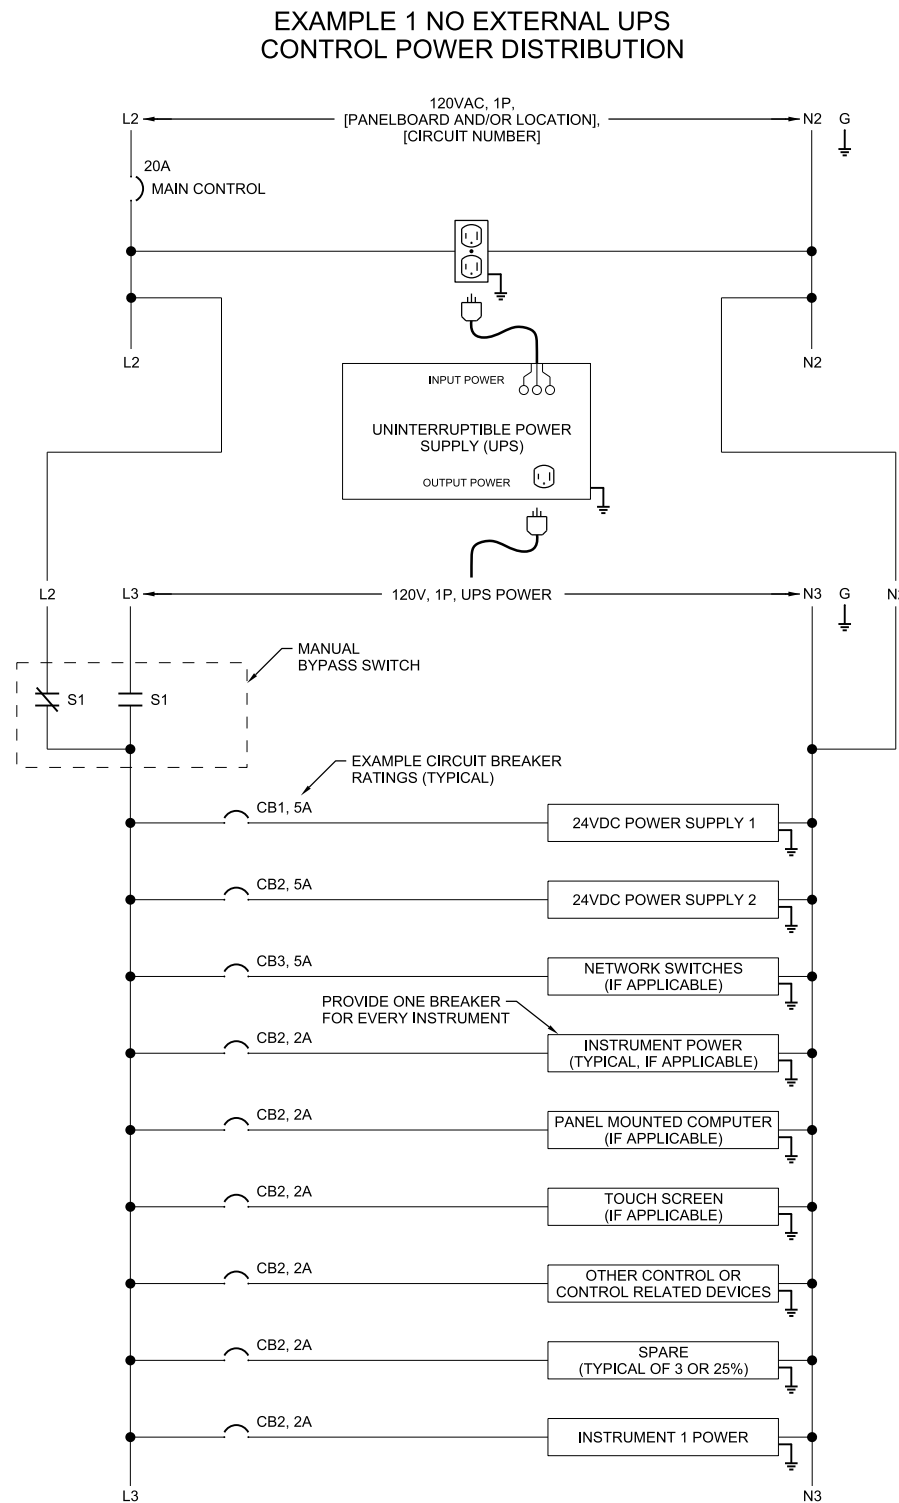 EXAMPLE 1 NO EXTERNAL UPS
CONTROL POWER DISTRIBUTION
120VAC, 1P,
L2
[PANELBOARD AND/OR LOCATION],
N2
G
[CIRCUIT NUMBER]
20A
MAIN CONTROL
L2
N2
INPUT POWER
UNINTERRUPTIBLE POWER
SUPPLY (UPS)
OUTPUT POWER
L2
L3
120V, 1P, UPS POWER
N3
G
MANUAL
BYPASS SWITCH
S1
S1
EXAMPLE CIRCUIT BREAKER
RATINGS (TYPICAL)
CB1, 5A
24VDC POWER SUPPLY 1
CB2, 5A
24VDC POWER SUPPLY 2
CB3, 5A
NETWORK SWITCHES
(IF APPLICABLE)
PROVIDE ONE BREAKER
FOR EVERY INSTRUMENT
CB2, 2A
INSTRUMENT POWER
(TYPICAL, IF APPLICABLE)
CB2, 2A
PANEL MOUNTED COMPUTER
(IF APPLICABLE)
CB2, 2A
TOUCH SCREEN
(IF APPLICABLE)
CB2, 2A
OTHER CONTROL OR
CONTROL RELATED DEVICES
CB2, 2A
SPARE
(TYPICAL OF 3 OR 25%)
CB2, 2A
INSTRUMENT 1 POWER
L3
N3